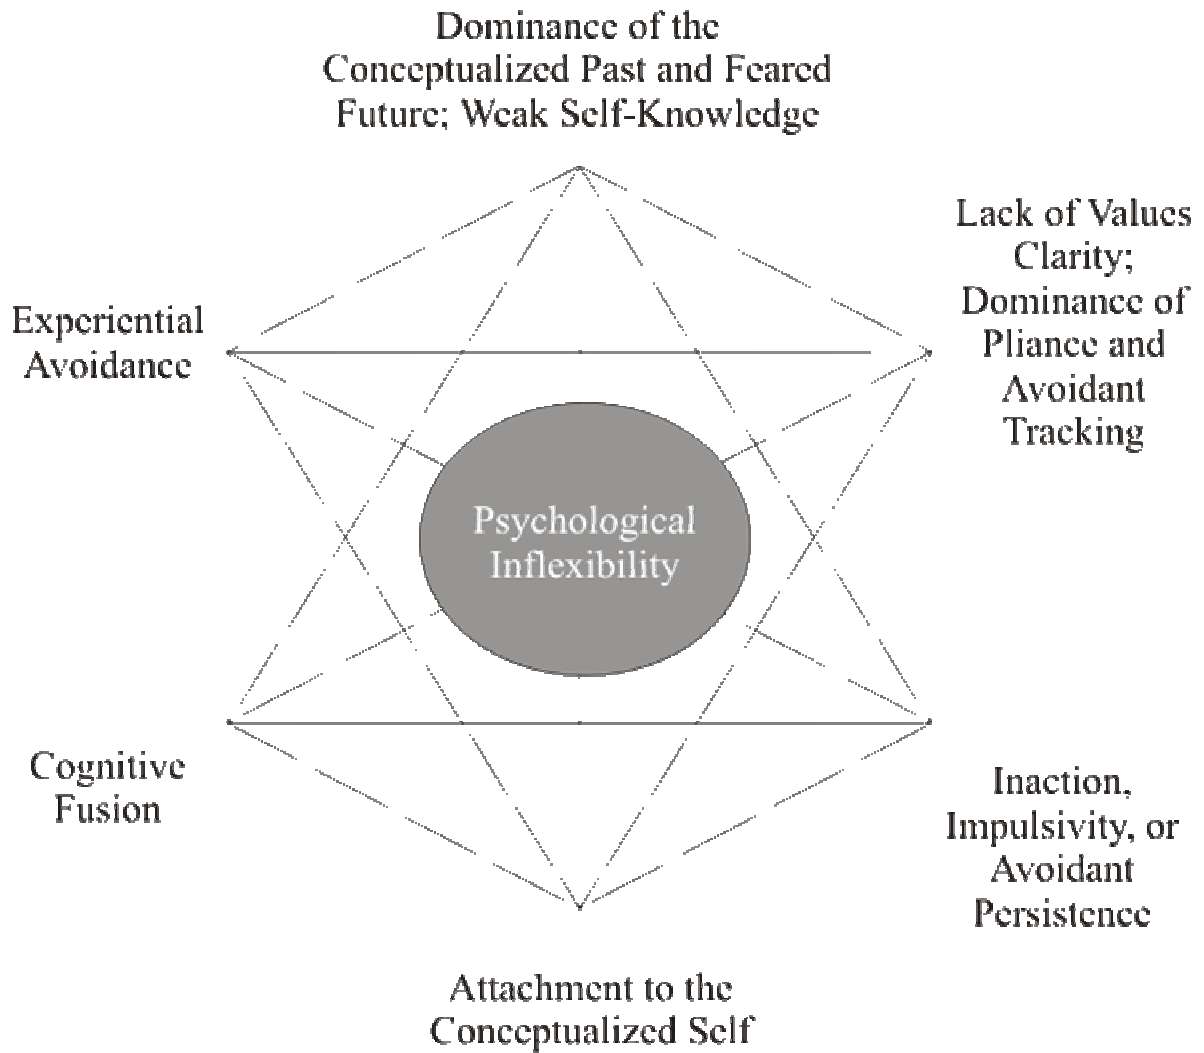 Dominance of the
Conceptualized Past and Feared
Future; Weak Self-Knowledge
Lack of Values
Clarity;
Dominance of
Pliance and
Avoidant
Tracking
Experiential
Avoidance
Psychological
Inflexibility
Cognitive
Fusion
Inaction,
Impulsivity, or
Avoidant
Persistence
Attachment to the
Conceptualized Self